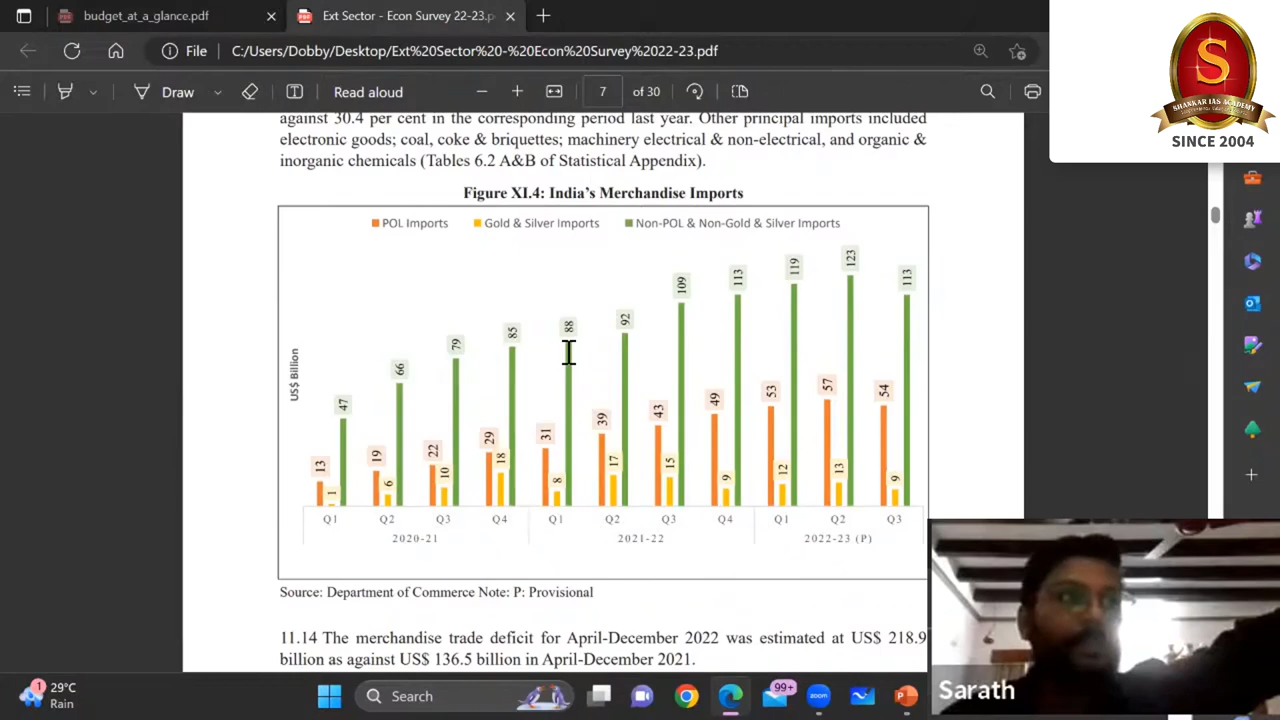 budget_at_a_glance.pdf
Ext Sector - Econ Survey 22-23.p
File
C:/Users/Dobby/Desktop/Ext%20Sector%20-%20Econ%20Survey%2022-23.pdf
Draw
Read aloud
7 of 30
SHANKAR IAS ACADEMY
SINCE 2004
against 30.4 per cent in the corresponding period last year. Other principal imports included
electronic goods; coal, coke & briquettes; machinery electrical & non-electrical, and organic &
inorganic chemicals (Tables 6.2 A&B of Statistical Appendix).
Figure XI.4: India's Merchandise Imports
POL Imports Gold & Silver Imports Non-POL & Non-Gold & Silver Imports
US$ Billion
13 1 47
19 6 66
22 10 79
29 18 85
31 8 88
39 17 92
43 15 109
49 9 113
53 12 119
57 13 123
54 9 113
Q1 Q2 Q3 Q4 Q1 Q2 Q3 Q4 Q1 Q2 Q3
2020-21 2021-22 2022-23 (P)
Source: Department of Commerce Note: P: Provisional
11.14 The merchandise trade deficit for April-December 2022 was estimated at US$ 218.9
billion as against US$ 136.5 billion in April-December 2021.
Sarath
1
29°C
Rain
Search
99+
zoom